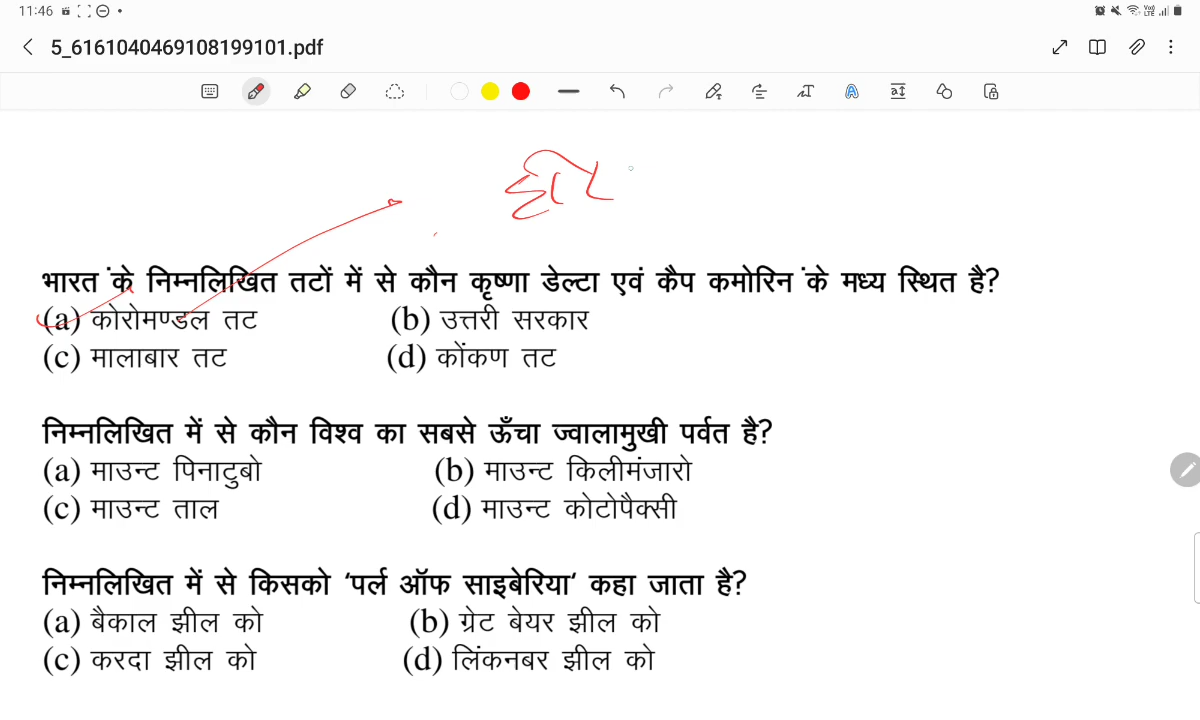 11:46
5_6161040469108199101.pdf
भारत के निम्नलिखित तटों में से कौन कृष्णा डेल्टा एवं कैप कमोरिन के मध्य स्थित है?
(a) कोरोमण्डल तट (b) उत्तरी सरकार
(c) मालाबार तट (d) कोंकण तट
निम्नलिखित में से कौन विश्व का सबसे ऊँचा ज्वालामुखी पर्वत है?
(a) माउन्ट पिनाटुबो (b) माउन्ट किलीमंजारो
(c) माउन्ट ताल (d) माउन्ट कोटोपैक्सी
निम्नलिखित में से किसको ‘पर्ल ऑफ साइबेरिया’ कहा जाता है?
(a) बैकाल झील को (b) ग्रेट बेयर झील को
(c) करदा झील को (d) लिंकनबर झील को